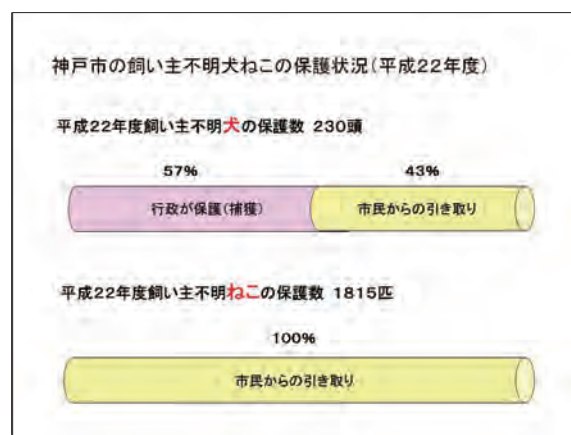 神戸市の飼い主不明犬ねこの保護状況（平成22年度）
平成22年度飼い主不明犬の保護数 230頭
57% 43%
行政が保護（捕獲） 市民からの引き取り
平成22年度飼い主不明ねこの保護数 1815匹
100%
市民からの引き取り